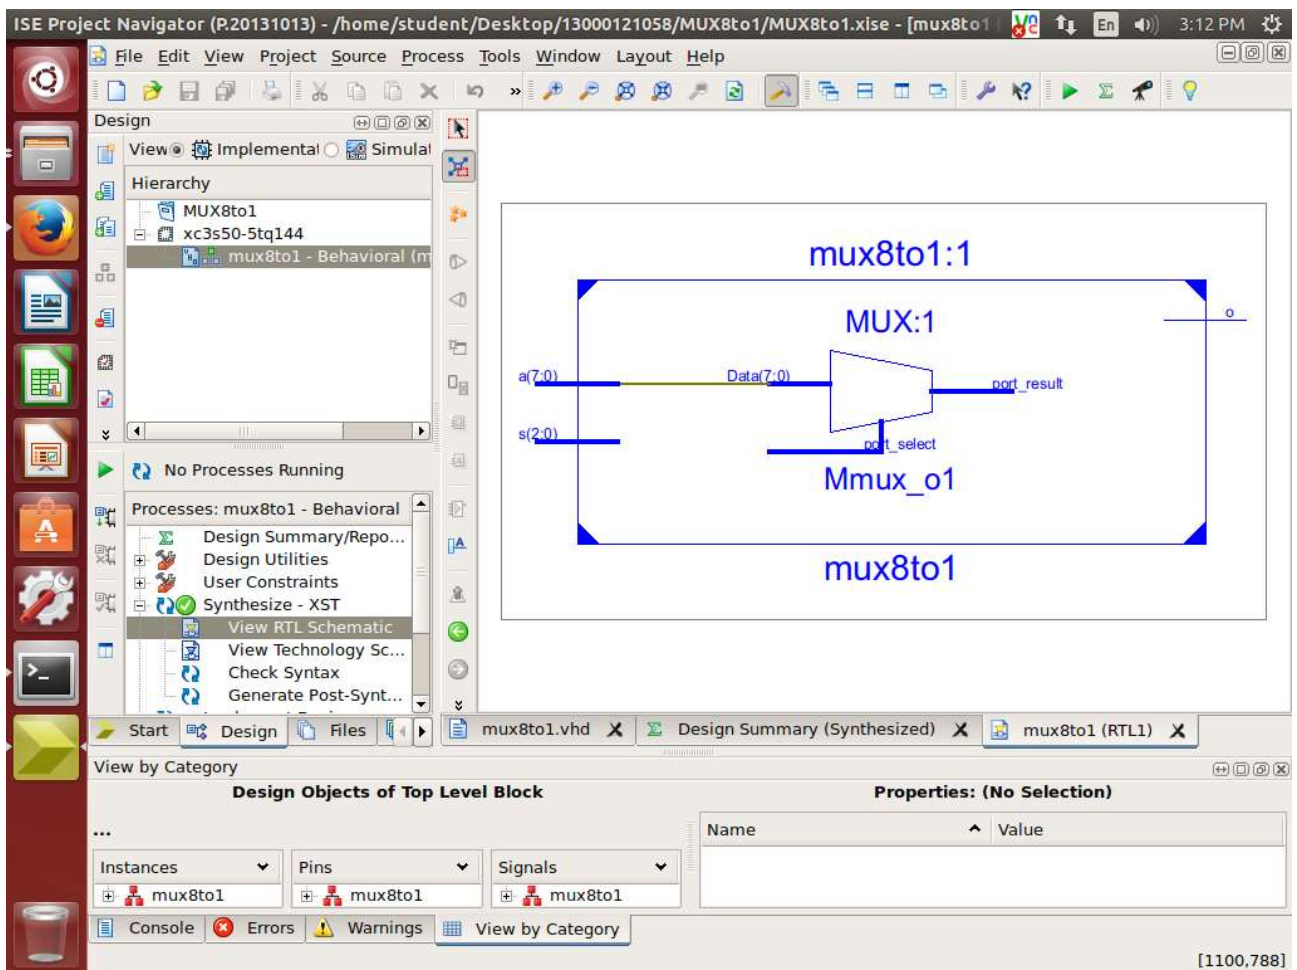 ISE Project Navigator (P.20131013) - /home/student/Desktop/13000121058/MUX8to1/MUX8to1.xise - [mux8to1 (
En 3:12 PM
File Edit View Project Source Process Tools Window Layout Help
Design
View Implementat Simulat
Hierarchy
MUX8to1
xc3s50-5tq144
mux8to1 - Behavioral (m
No Processes Running
Processes: mux8to1 - Behavioral
Design Summary/Repo...
Design Utilities
User Constraints
Synthesize - XST
View RTL Schematic
View Technology Sc...
Check Syntax
Generate Post-Synt...
Start Design Files
mux8to1:1
MUX:1
o
a(7:0) Data(7:0) port_result
s(2:0) port_select
Mmux_o1
mux8to1
mux8to1.vhd Design Summary (Synthesized) mux8to1 (RTL1)
View by Category
Design Objects of Top Level Block Properties: (No Selection)
...
Name Value
Instances Pins Signals
mux8to1 mux8to1 mux8to1
Console Errors Warnings View by Category
[1100,788]